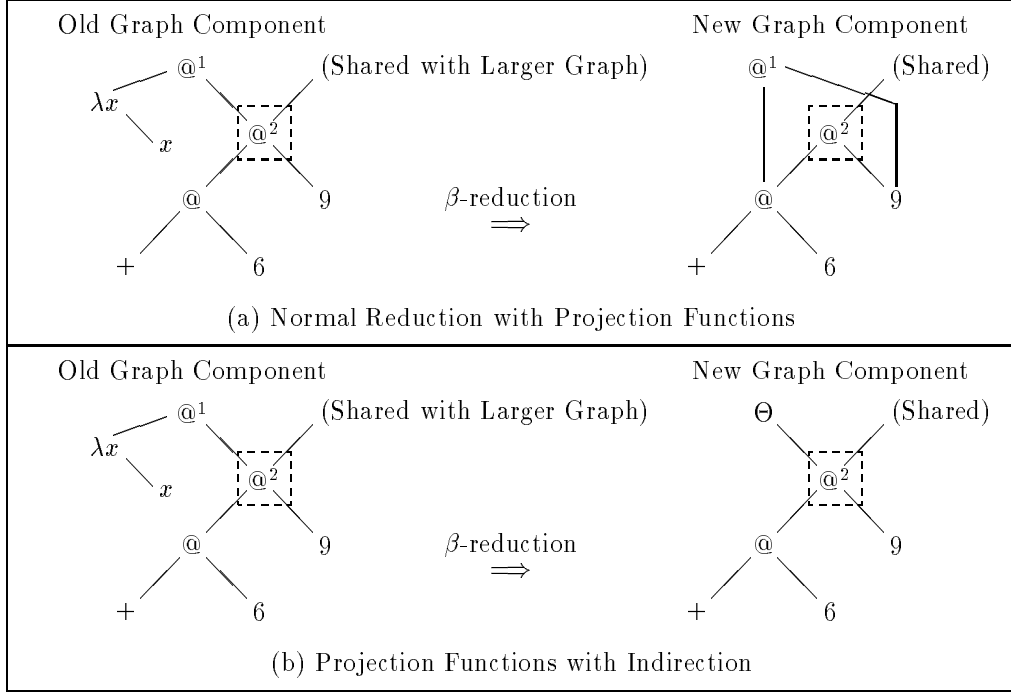 Old Graph Component New Graph Component
@¹ (Shared with Larger Graph) @¹ (Shared)
λx @² @²
x
@ 9 β-reduction @ 9
⟹
+ 6 + 6
(a) Normal Reduction with Projection Functions
Old Graph Component New Graph Component
@¹ (Shared with Larger Graph) Θ (Shared)
λx @² @²
x
@ 9 β-reduction @ 9
⟹
+ 6 + 6
(b) Projection Functions with Indirection